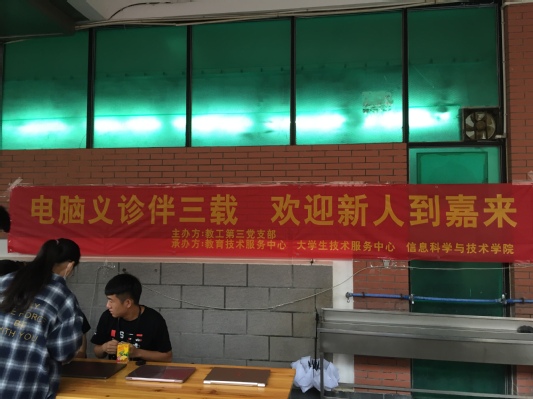 电脑义诊伴三载 欢迎新人到嘉来
主办方:教工第三党支部
承办方:教育技术服务中心 大学生技术服务中心 信息科学与技术学院
WITH YOU